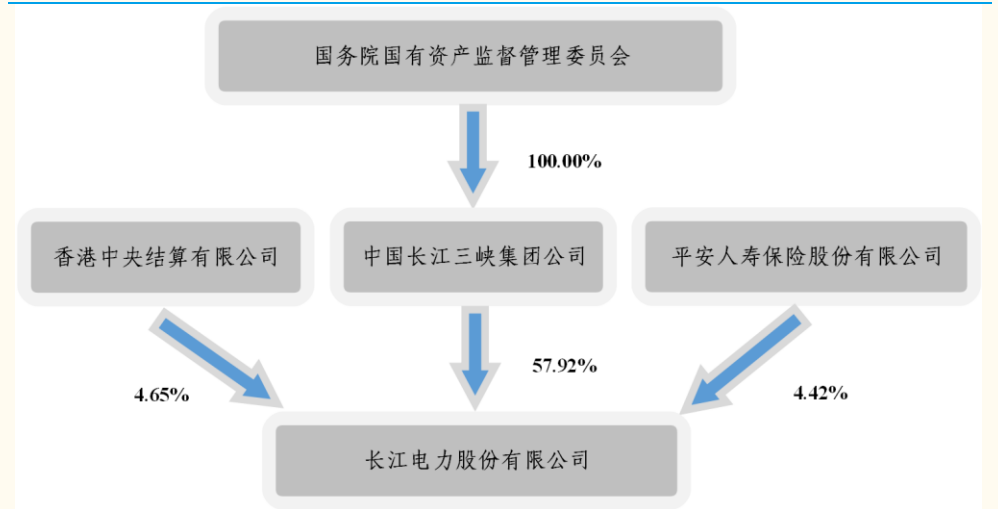 国务院国有资产监督管理委员会
100.00%
香港中央结算有限公司
中国长江三峡集团公司
平安人寿保险股份有限公司
4.65%
57.92%
4.42%
长江电力股份有限公司